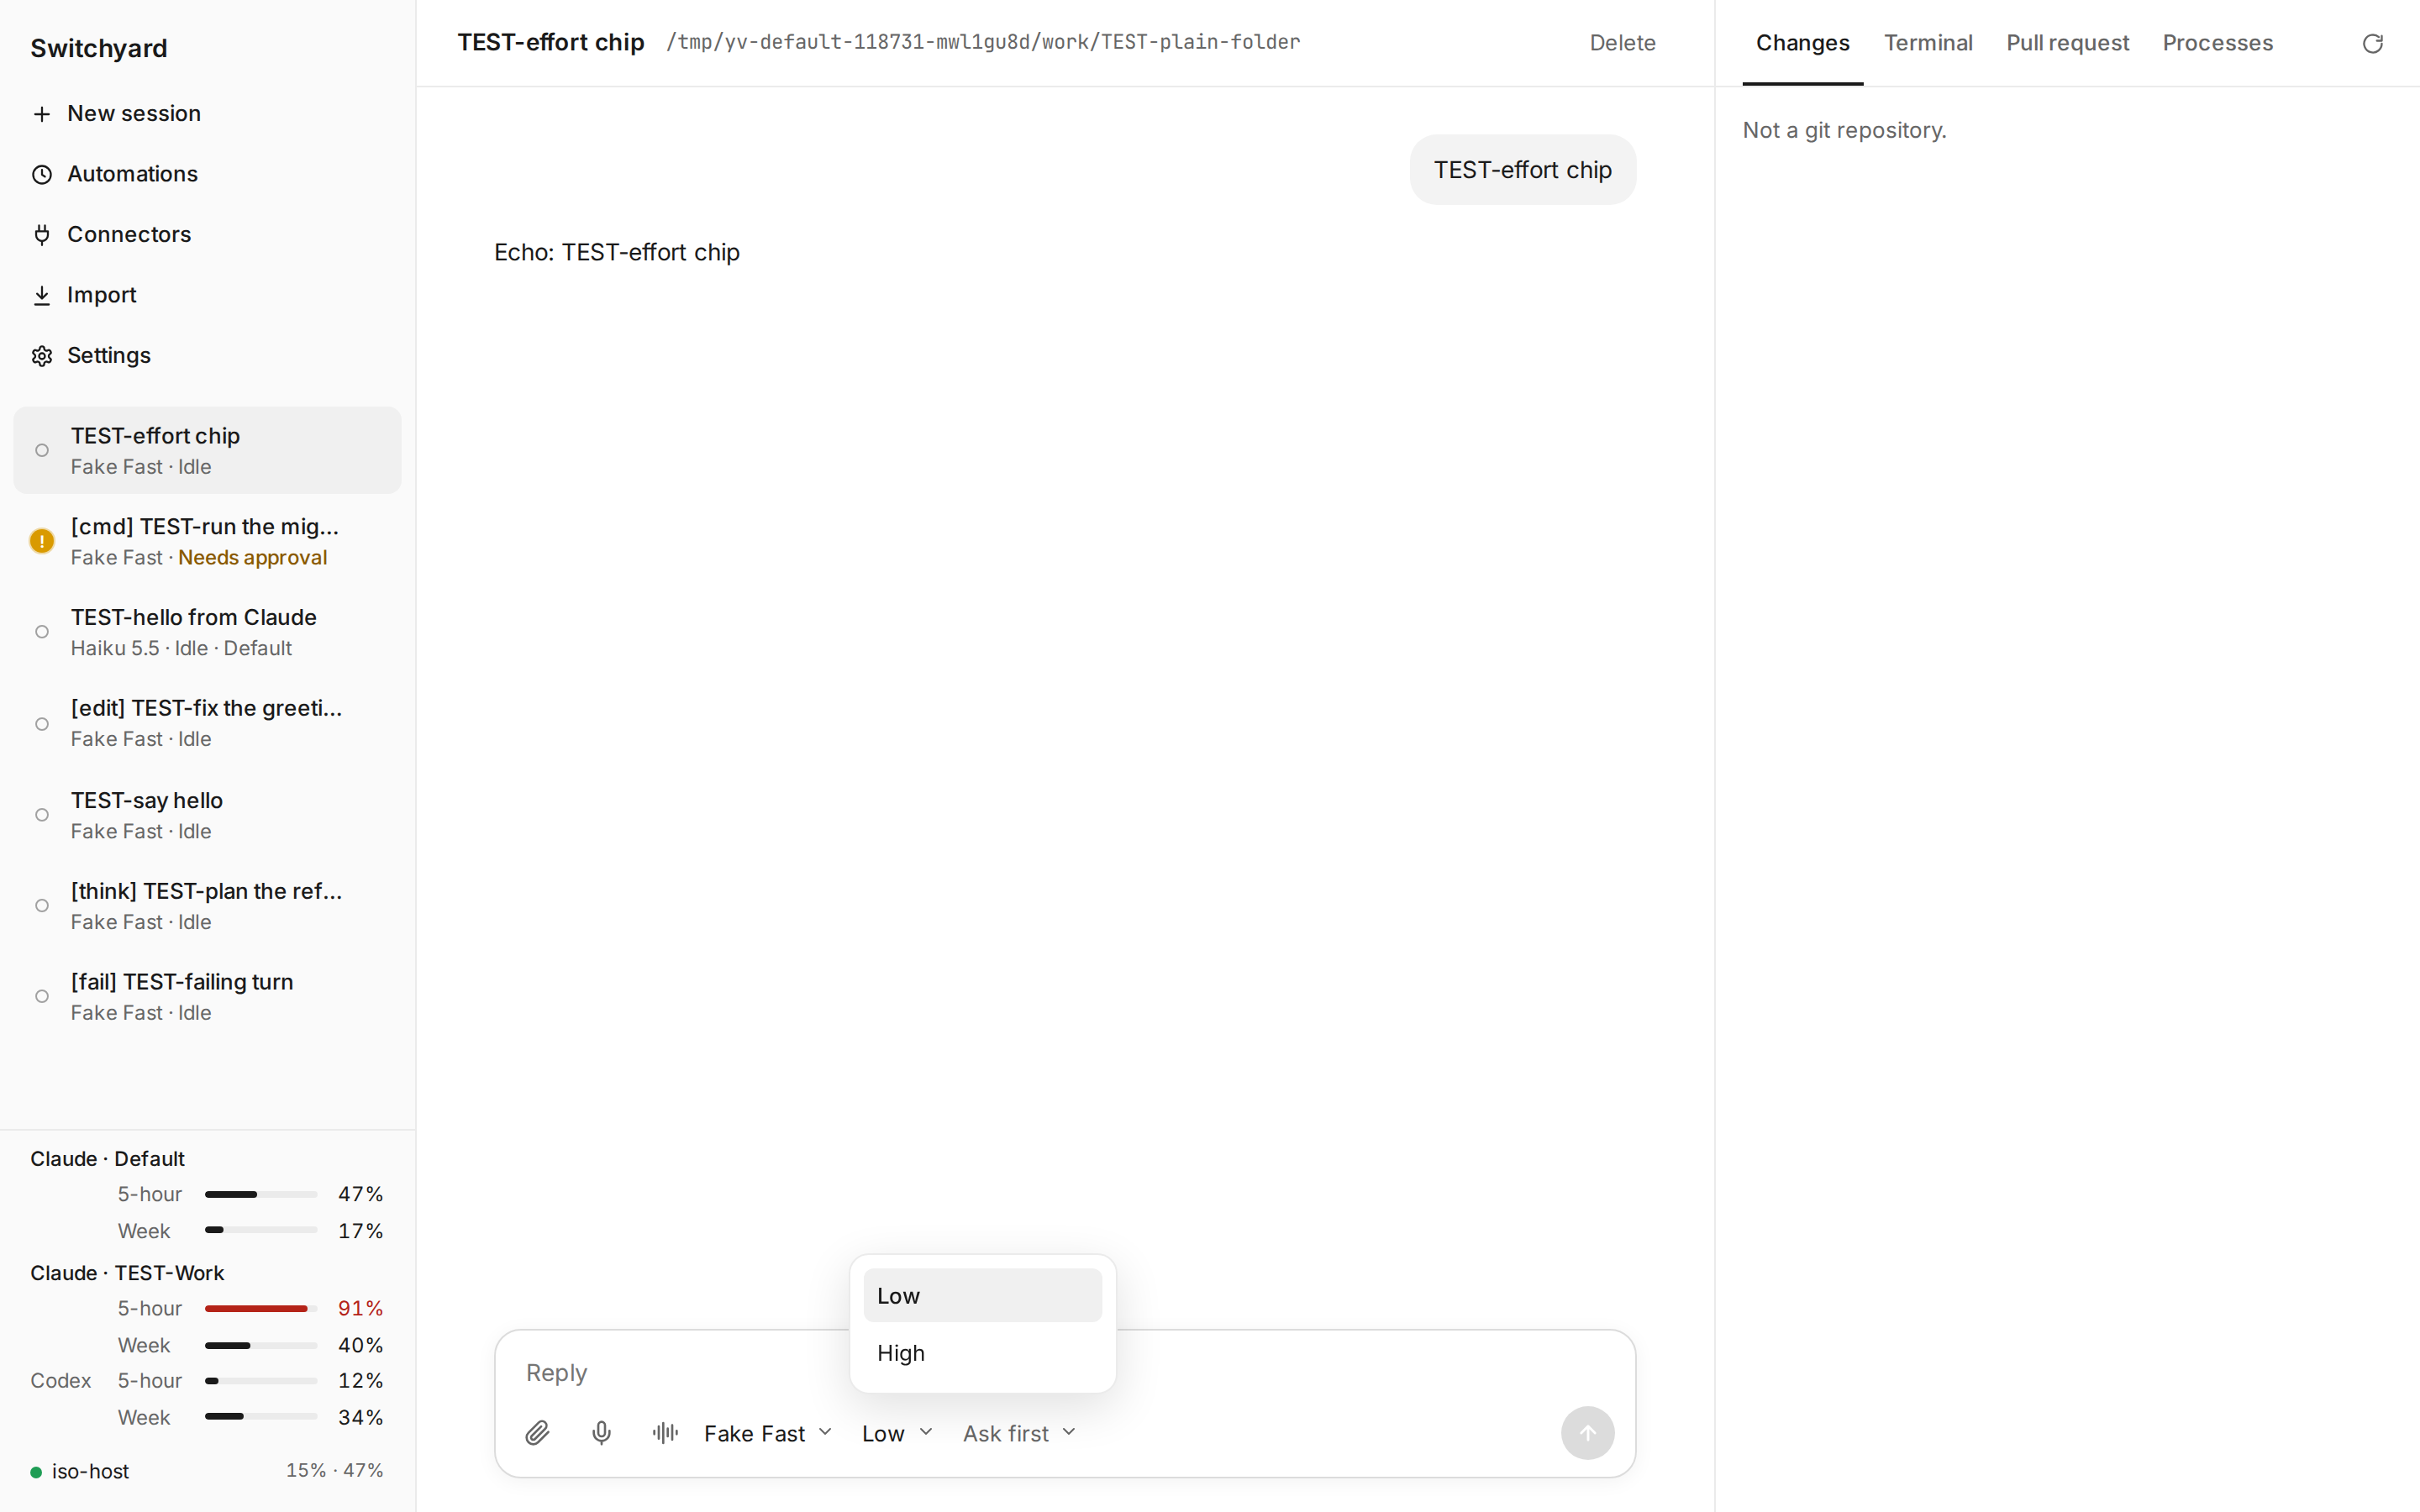 Switchyard
New session
Automations
Connectors
Import
Settings
TEST-effort chip
Fake Fast · Idle
[cmd] TEST-run the mig...
Fake Fast · Needs approval
TEST-hello from Claude
Haiku 5.5 · Idle · Default
[edit] TEST-fix the greeti...
Fake Fast · Idle
TEST-say hello
Fake Fast · Idle
[think] TEST-plan the ref...
Fake Fast · Idle
[fail] TEST-failing turn
Fake Fast · Idle
Claude · Default
5-hour 47%
Week 17%
Claude · TEST-Work
5-hour 91%
Week 40%
Codex 5-hour 12%
Week 34%
iso-host 15% · 47%
TEST-effort chip /tmp/yv-default-118731-mwl1gu8d/work/TEST-plain-folder Delete
TEST-effort chip
Echo: TEST-effort chip
Low
High
Reply
Fake Fast Low Ask first
Changes Terminal Pull request Processes
Not a git repository.